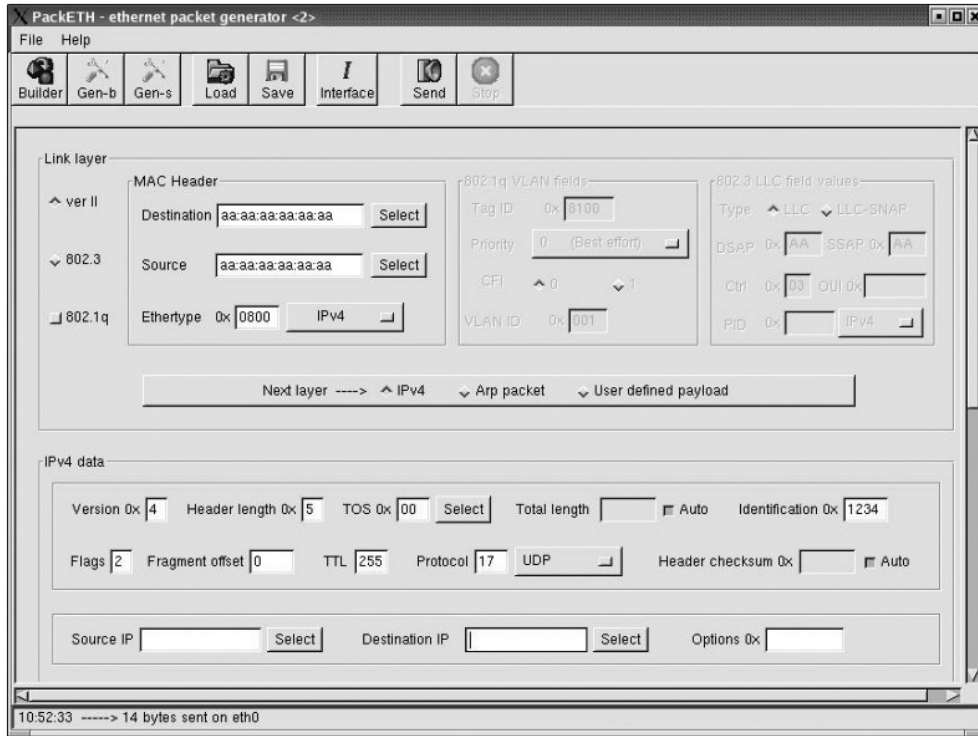 PackETH - ethernet packet generator <2>
File Help
Builder Gen-b Gen-s Load Save Interface Send Stop
Link layer
ver II
802.3
802.1q
MAC Header
Destination aa:aa:aa:aa:aa:aa Select
Source aa:aa:aa:aa:aa:aa Select
Ethertype 0x 0800 IPv4
802.1q VLAN fields
Tag ID 0x 8100
Priority 0 (Best effort)
CFI 0 1
VLAN ID 0x 001
802.3 LLC field values
Type LLC LLC-SNAP
DSAP 0x AA SSAP 0x AA
Ctrl 0x 03 OUI 0x
PID 0x IPv4
Next layer ----> IPv4 Arp packet User defined payload
IPv4 data
Version 0x 4 Header length 0x 5 TOS 0x 00 Select Total length Auto Identification 0x 1234
Flags 2 Fragment offset 0 TTL 255 Protocol 17 UDP Header checksum 0x Auto
Source IP Select Destination IP Select Options 0x
10:52:33 -----> 14 bytes sent on eth0